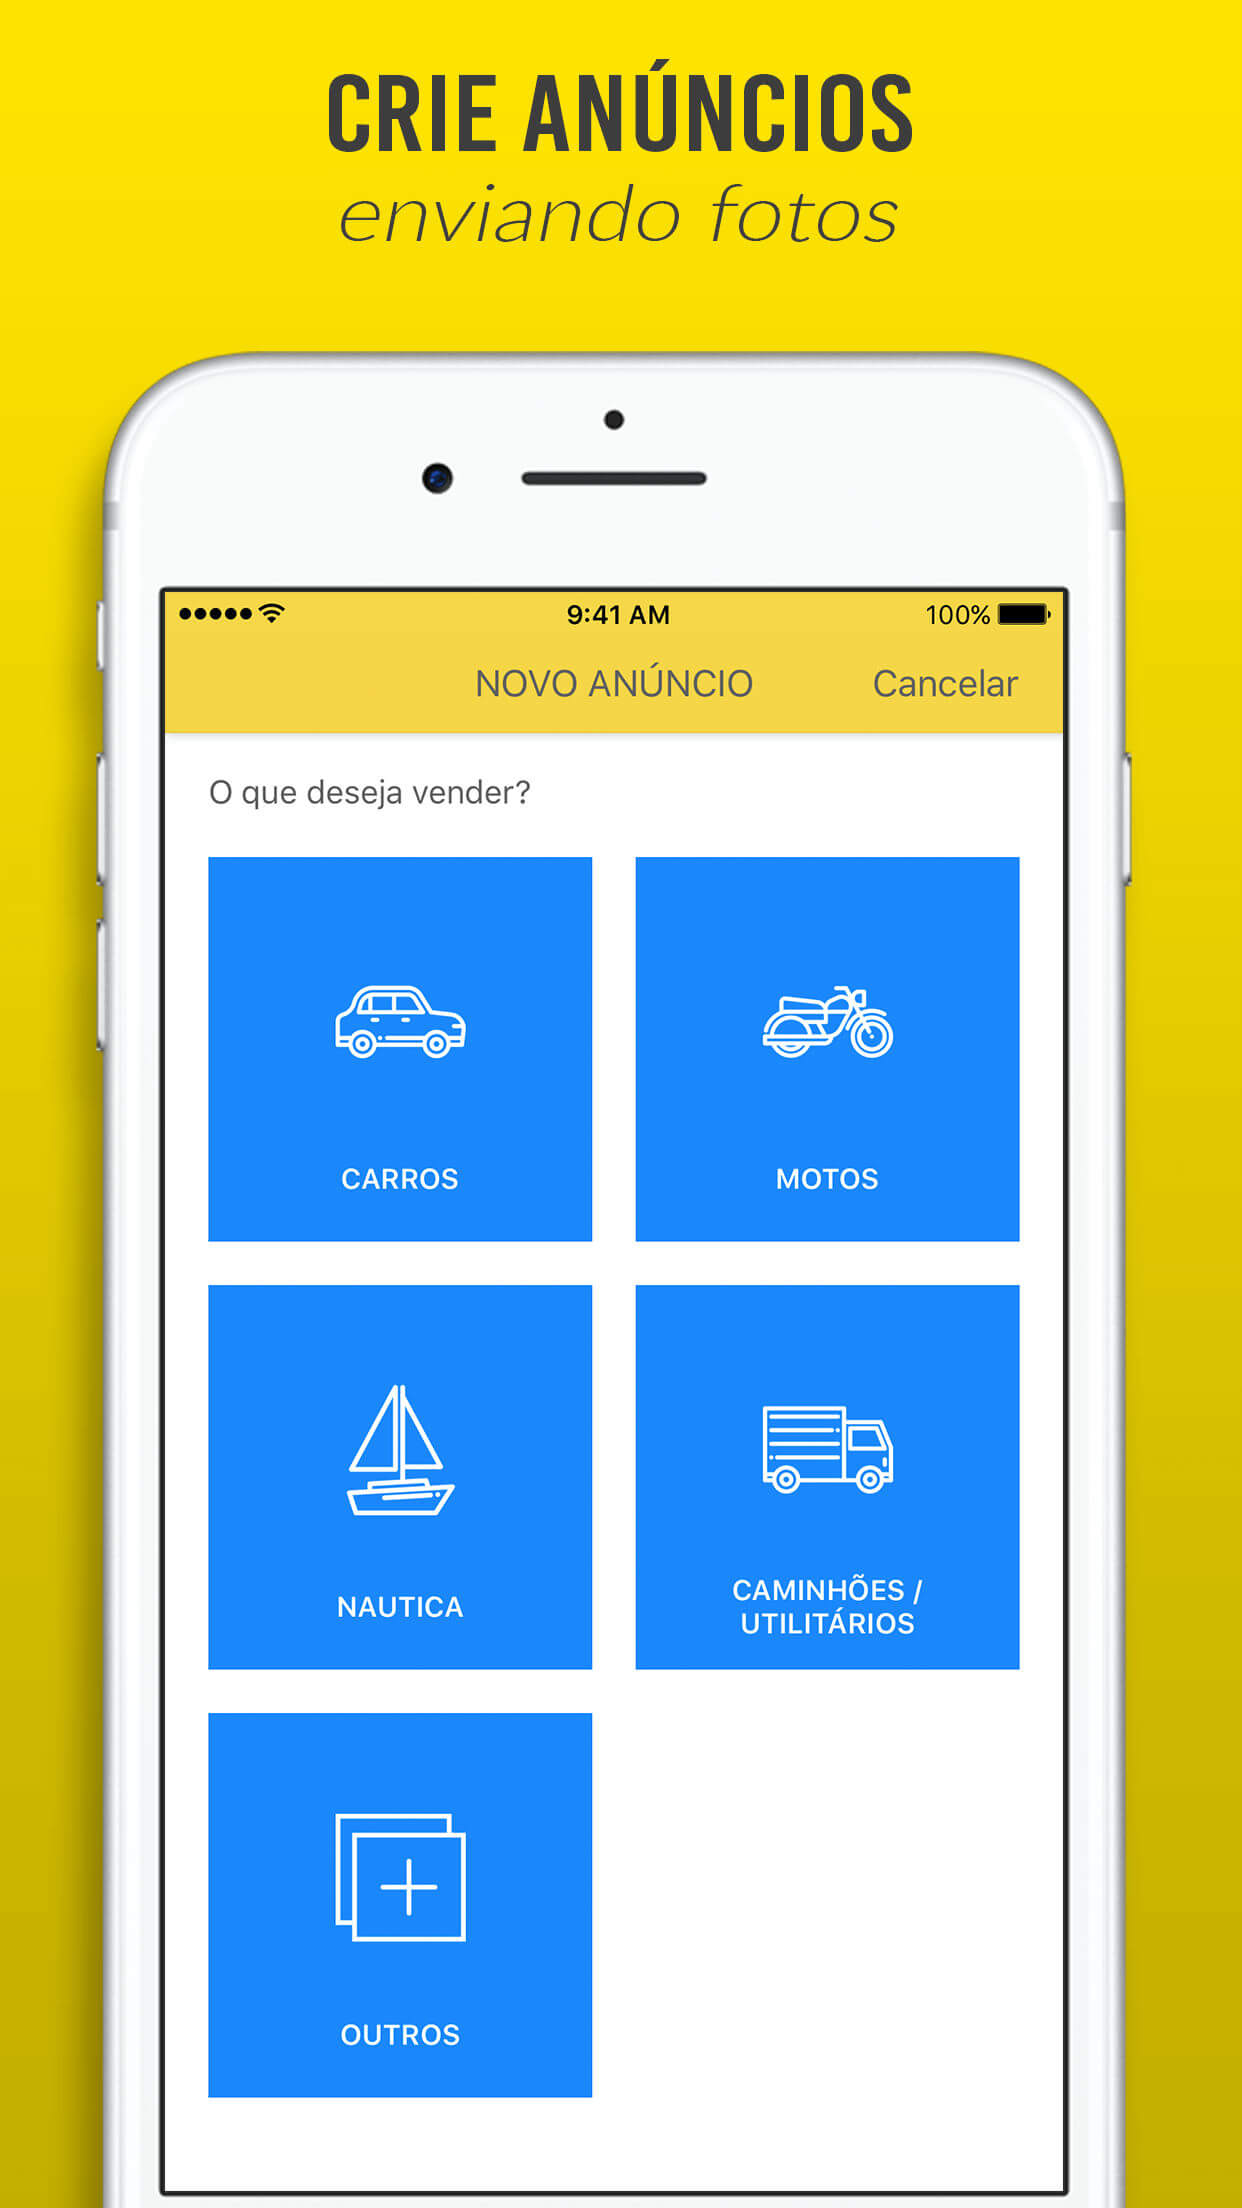 CRIE ANÚNCIOS
enviando fotos
9:41 AM
100%
NOVO ANÚNCIO
Cancelar
O que deseja vender?
CARROS
MOTOS
NAUTICA
CAMINHÕES /
UTILITÁRIOS
OUTROS